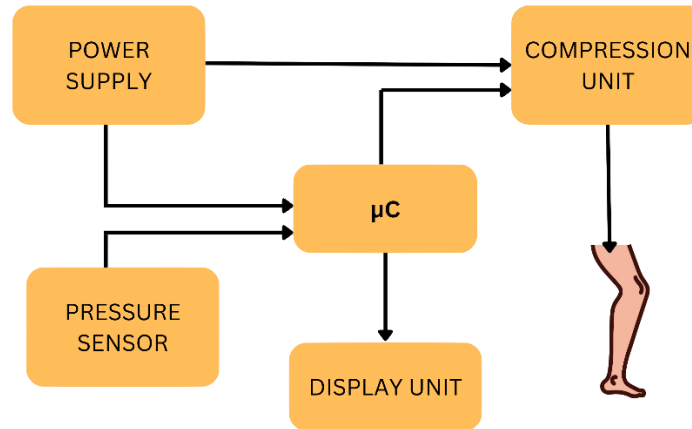 POWER
SUPPLY
COMPRESSION
UNIT
µC
PRESSURE
SENSOR
DISPLAY UNIT